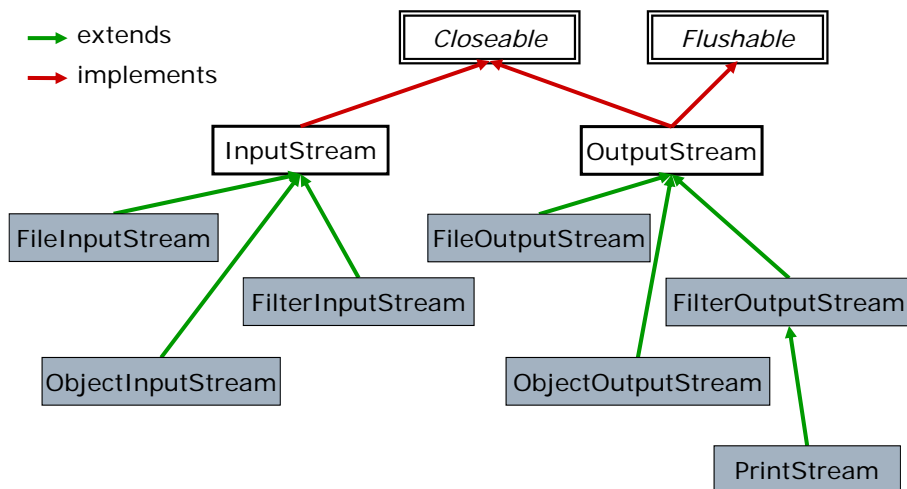 extends
implements
Closeable
Flushable
InputStream
OutputStream
FileInputStream
FileOutputStream
FilterInputStream
FilterOutputStream
ObjectInputStream
ObjectOutputStream
PrintStream